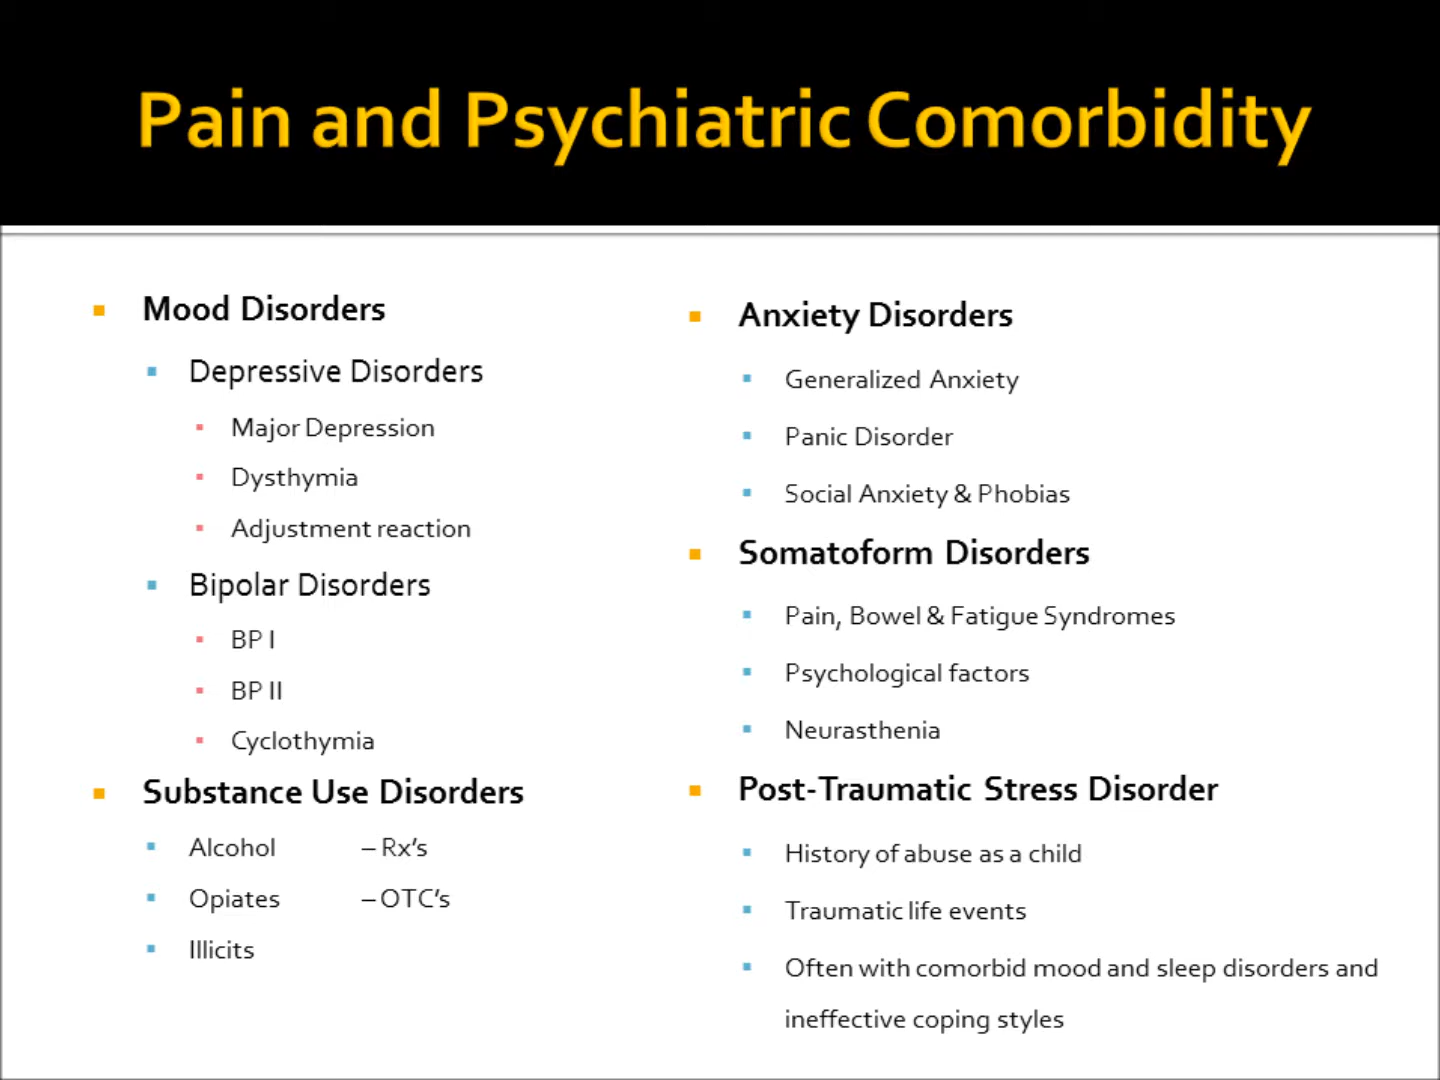 Pain and Psychiatric Comorbidity
Mood Disorders
Depressive Disorders
Major Depression
Dysthymia
Adjustment reaction
Bipolar Disorders
BP I
BP II
Cyclothymia
Substance Use Disorders
Alcohol – Rx's
Opiates – OTC's
Illicits
Anxiety Disorders
Generalized Anxiety
Panic Disorder
Social Anxiety & Phobias
Somatoform Disorders
Pain, Bowel & Fatigue Syndromes
Psychological factors
Neurasthenia
Post-Traumatic Stress Disorder
History of abuse as a child
Traumatic life events
Often with comorbid mood and sleep disorders and
ineffective coping styles